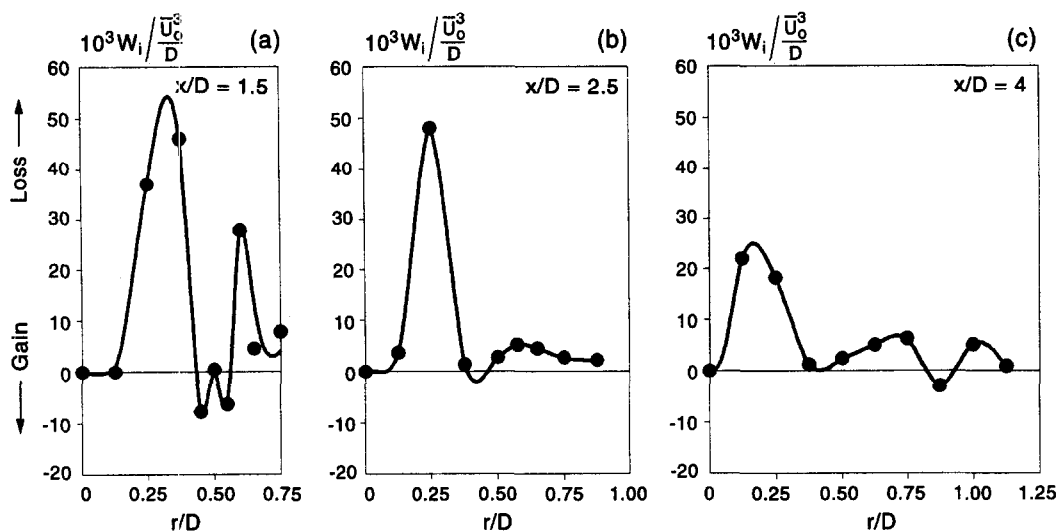 10³Wᵢ / U̅ₒ³/D (a)
x/D = 1.5
60
50
40
30
20
10
0
-10
-20
0 0.25 0.50 0.75
r/D
Loss →
← Gain
10³Wᵢ / U̅ₒ³/D (b)
x/D = 2.5
60
50
40
30
20
10
0
-10
-20
0 0.25 0.50 0.75 1.00
r/D
10³Wᵢ / U̅ₒ³/D (c)
x/D = 4
60
50
40
30
20
10
0
-10
-20
0 0.25 0.50 0.75 1.00 1.25
r/D